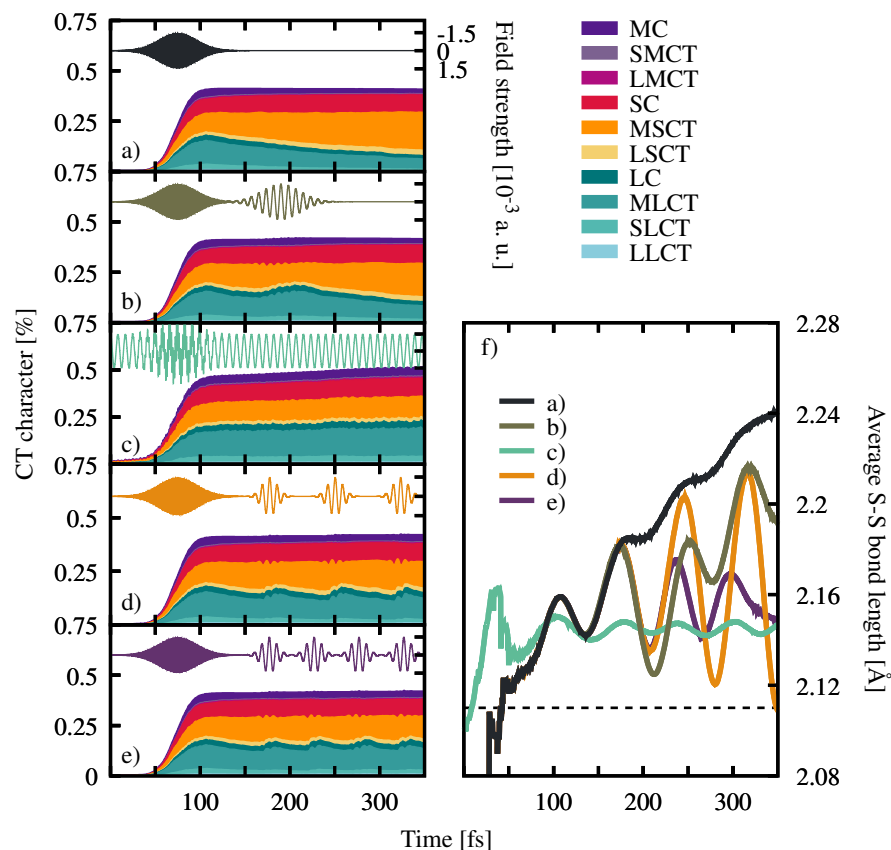 0.75
0.5
0.25
a)
-1.5
0
1.5
Field strength [10-3 a. u.]
MC
SMCT
LMCT
SC
MSCT
LSCT
LC
MLCT
SLCT
LLCT
0.75
0.5
0.25
b)
0.75
0.5
0.25
c)
0.75
0.5
0.25
d)
0.75
0.5
0.25
0
e)
CT character [%]
100
200
300
f)
a)
b)
c)
d)
e)
2.28
2.24
2.2
2.16
2.12
2.08
Average S-S bond length [Å]
100
200
300
Time [fs]